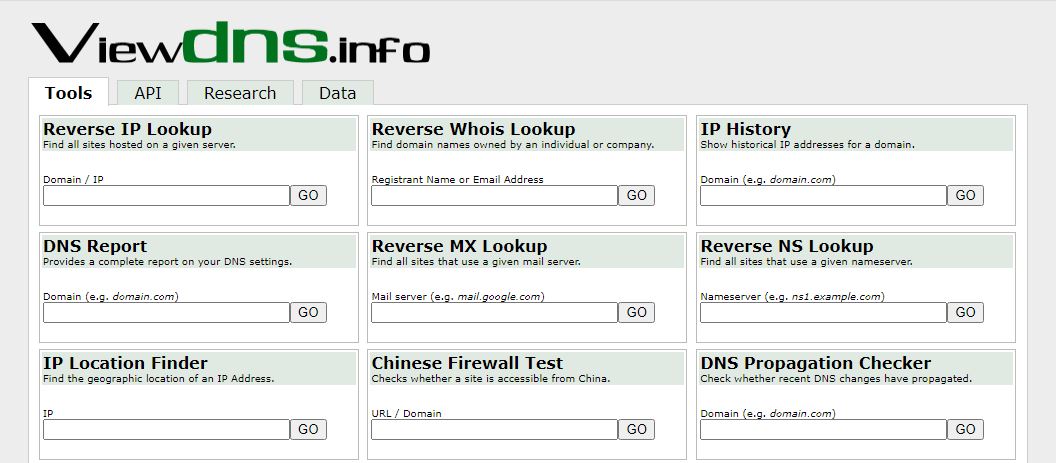 Viewdns.info
Tools API Research Data
Reverse IP Lookup
Find all sites hosted on a given server.
Domain / IP
GO
Reverse Whois Lookup
Find domain names owned by an individual or company.
Registrant Name or Email Address
GO
IP History
Show historical IP addresses for a domain.
Domain (e.g. domain.com)
GO
DNS Report
Provides a complete report on your DNS settings.
Domain (e.g. domain.com)
GO
Reverse MX Lookup
Find all sites that use a given mail server.
Mail server (e.g. mail.google.com)
GO
Reverse NS Lookup
Find all sites that use a given nameserver.
Nameserver (e.g. ns1.example.com)
GO
IP Location Finder
Find the geographic location of an IP Address.
IP
GO
Chinese Firewall Test
Checks whether a site is accessible from China.
URL / Domain
GO
DNS Propagation Checker
Check whether recent DNS changes have propagated.
Domain (e.g. domain.com)
GO